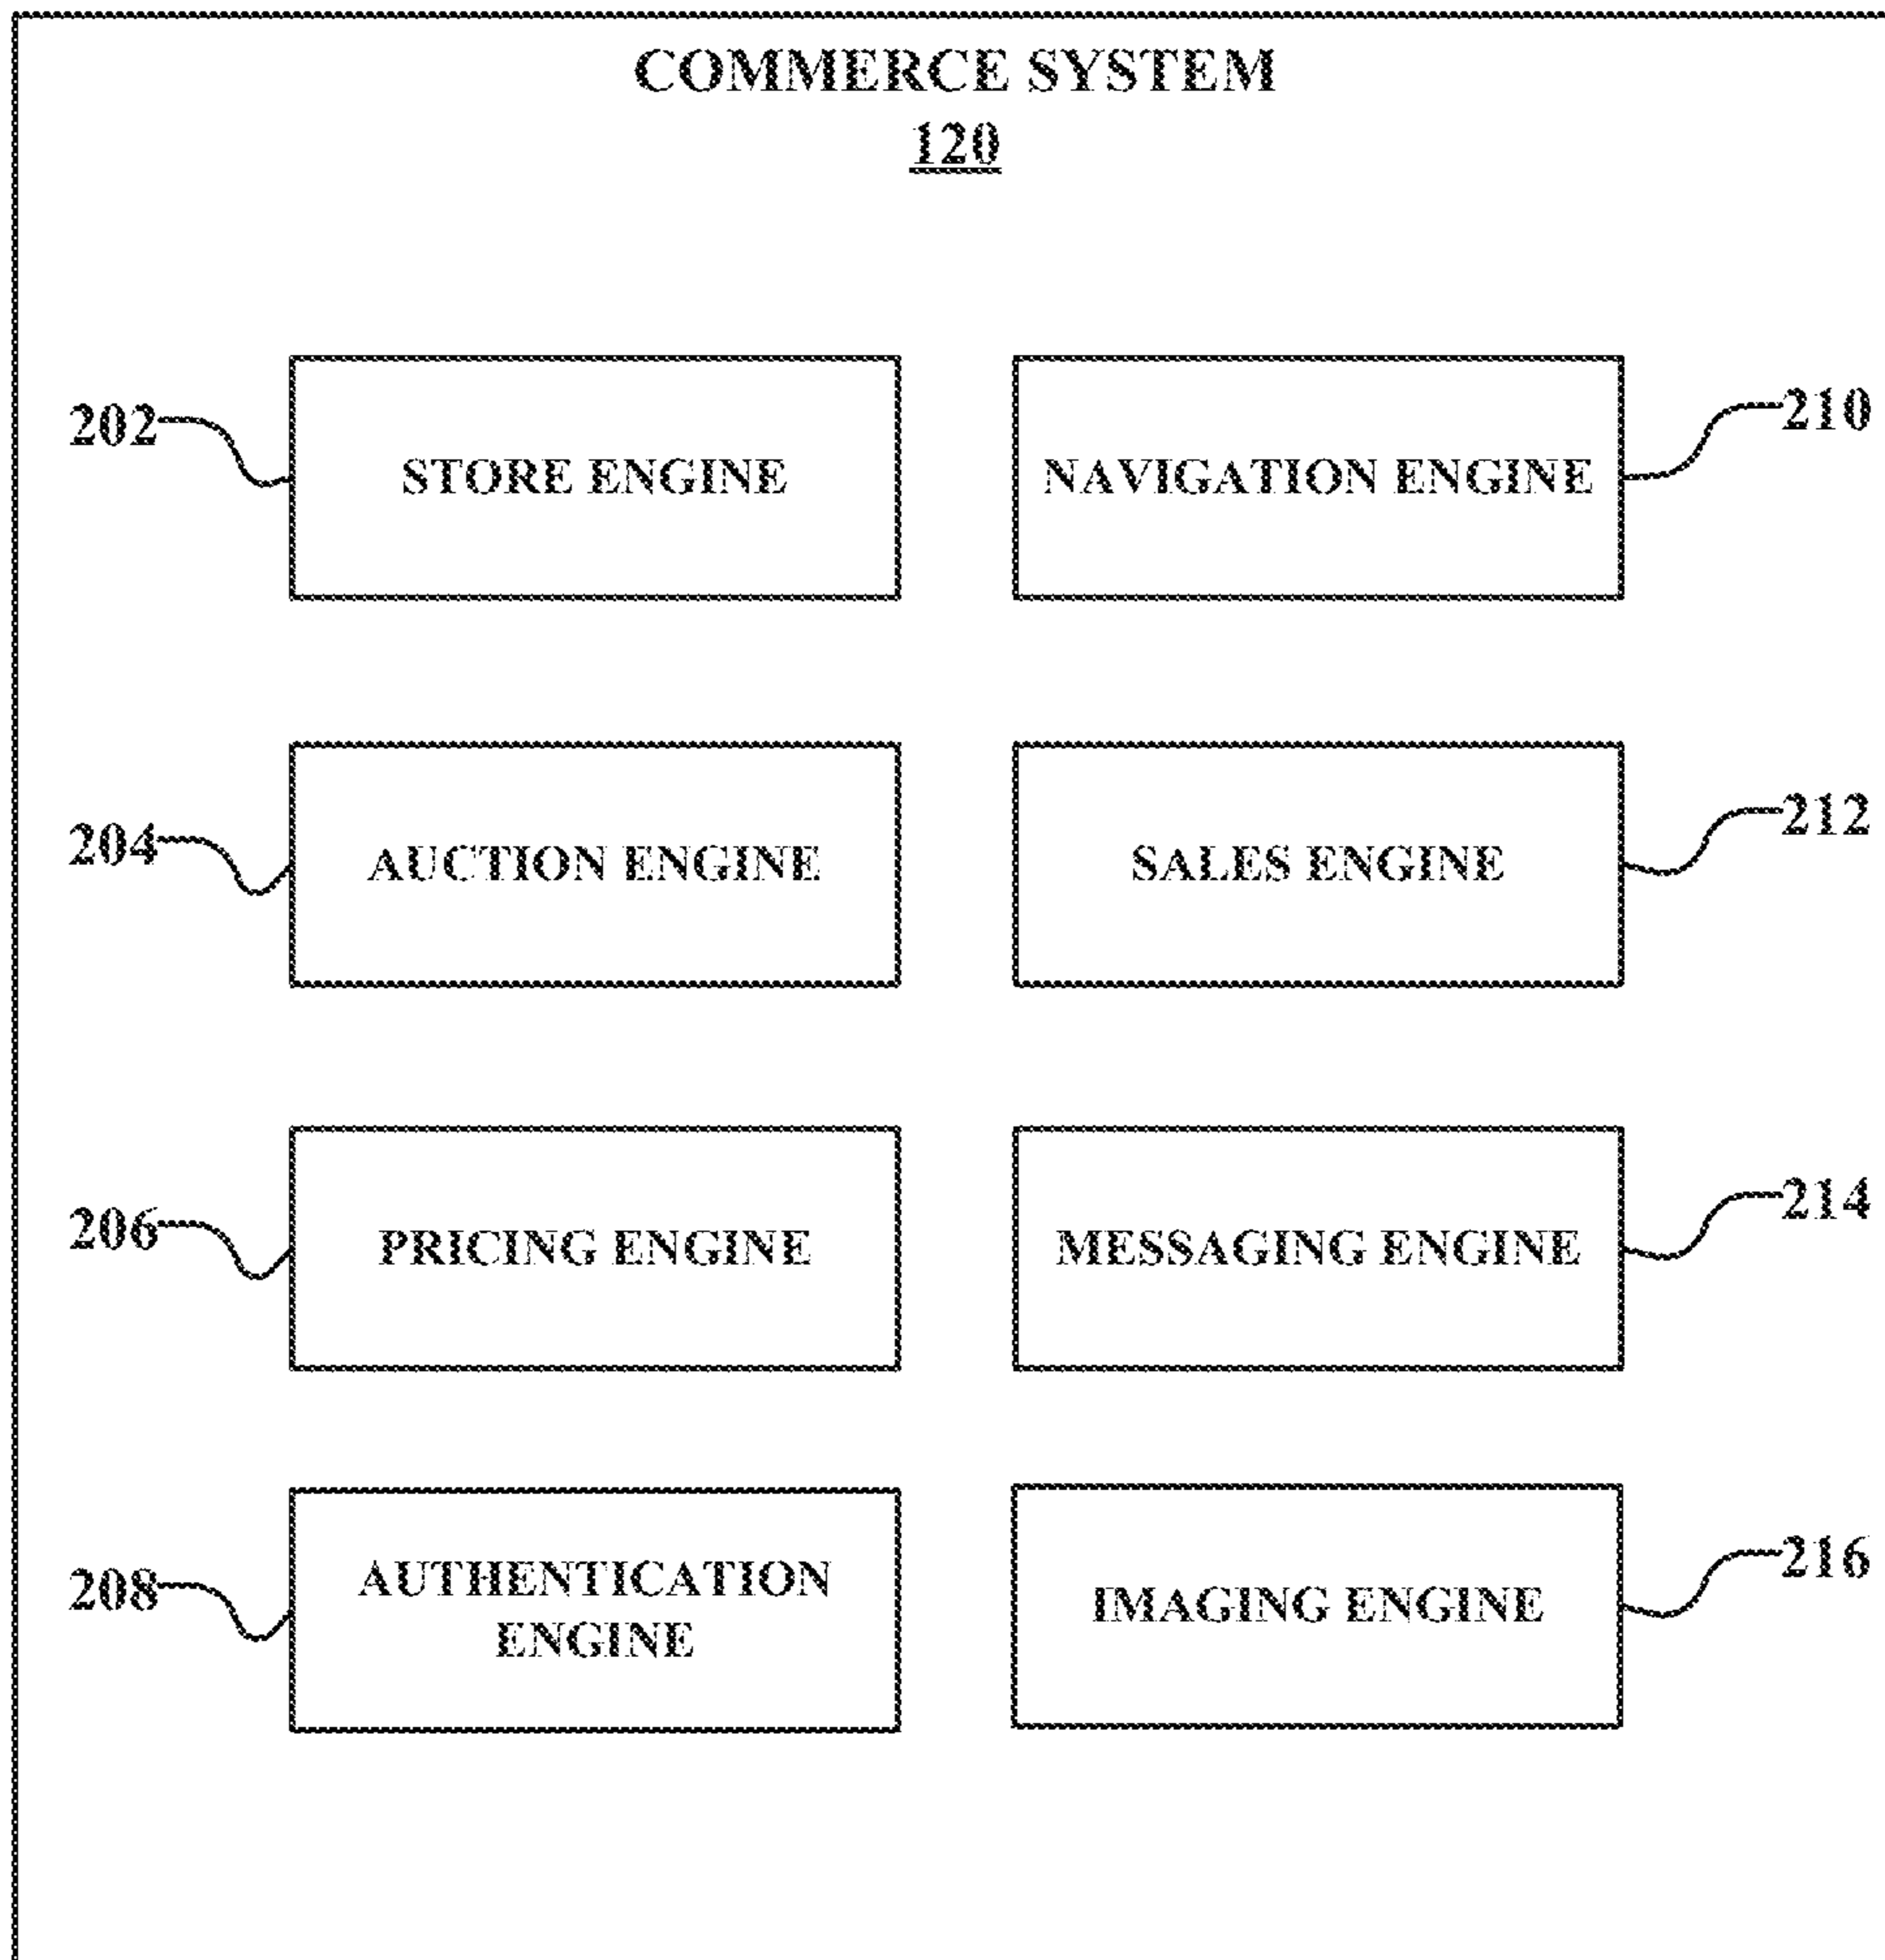 COMMERCE SYSTEM
120
202
STORE ENGINE
NAVIGATION ENGINE
210
204
AUCTION ENGINE
SALES ENGINE
212
206
PRICING ENGINE
MESSAGING ENGINE
214
208
AUTHENTICATION
ENGINE
IMAGING ENGINE
216